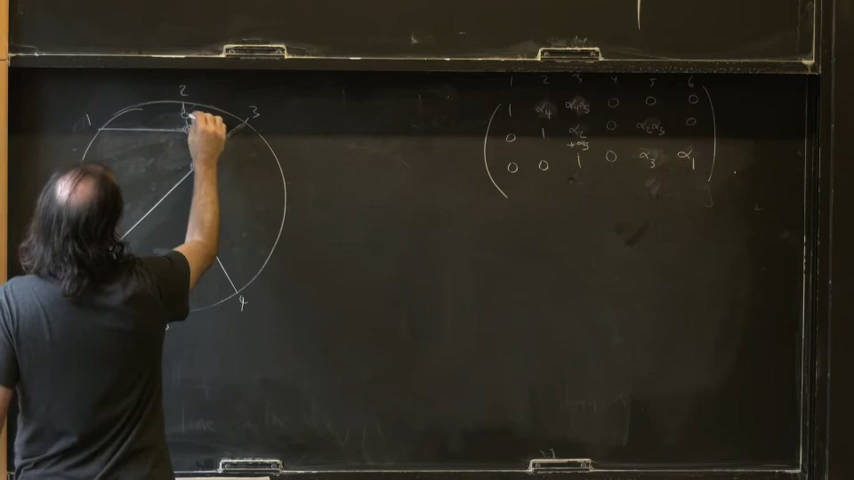 2
1
3
4
1 2 3 4 5 6
1 α₄ α₄α₅ 0 0 0
0 1 α₂+α₅ 0 α₂α₃ 0
0 0 1 0 α₃ α₁